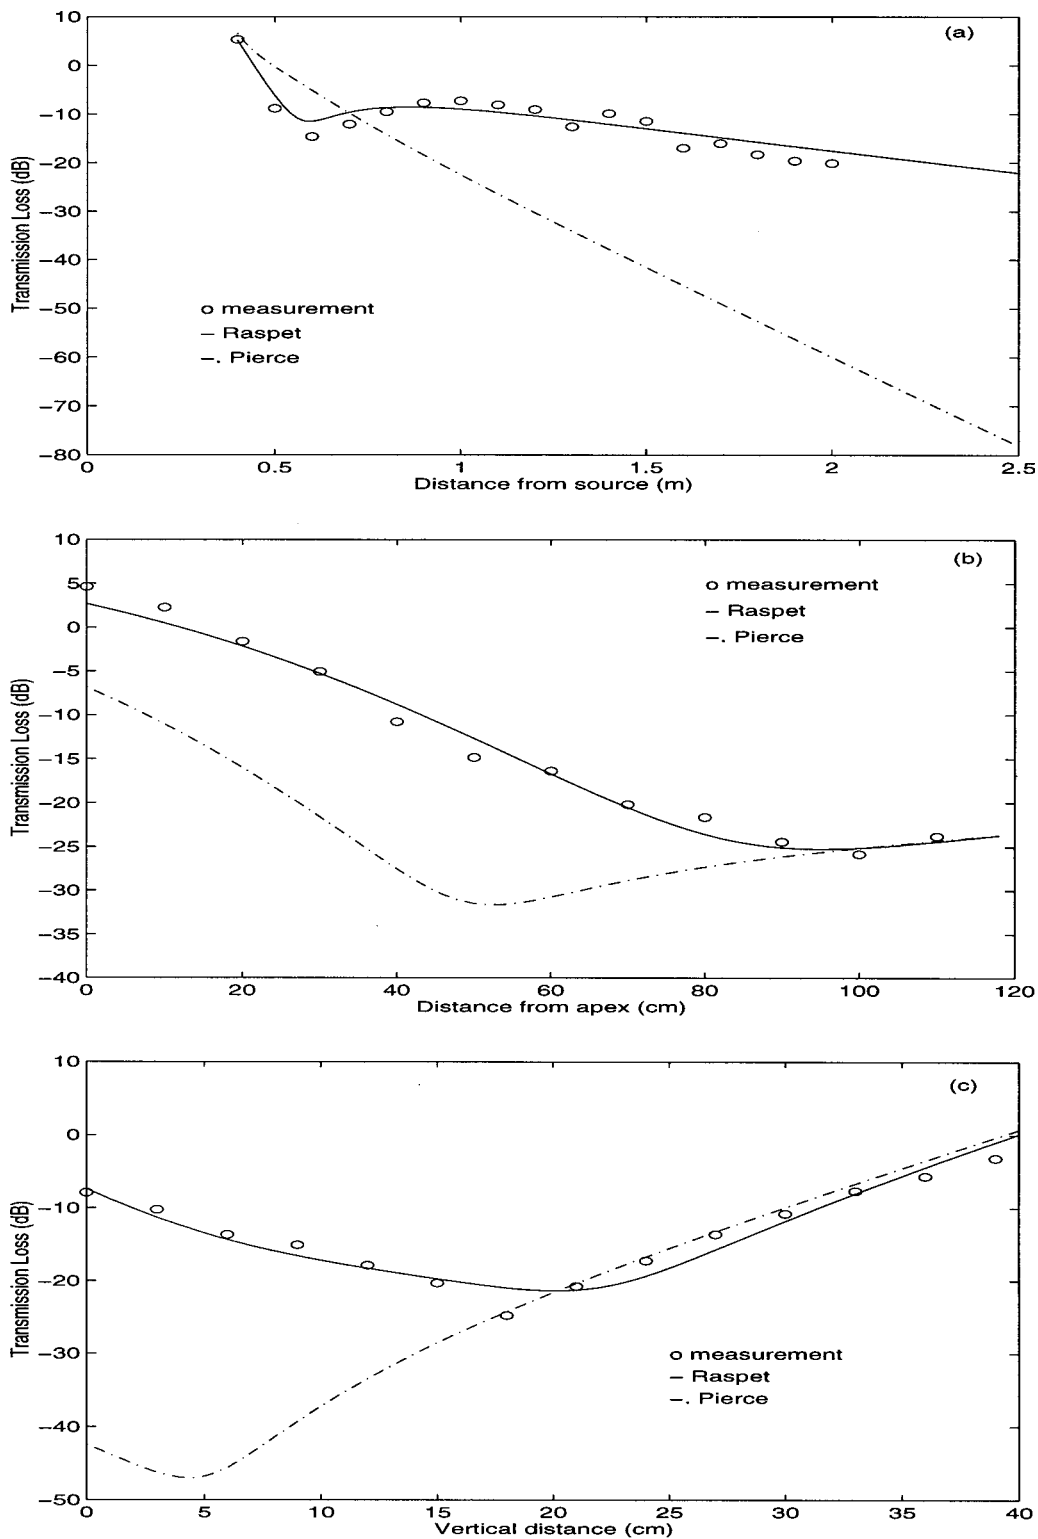 (a)
10
0
−10
−20
−30
−40
−50
−60
−70
−80
Transmission Loss (dB)
o measurement
− Raspet
−. Pierce
0 0.5 1 1.5 2 2.5
Distance from source (m)
(b)
10
5
0
−5
−10
−15
−20
−25
−30
−35
−40
Transmission Loss (dB)
o measurement
− Raspet
−. Pierce
0 20 40 60 80 100 120
Distance from apex (cm)
(c)
10
0
−10
−20
−30
−40
−50
Transmission Loss (dB)
o measurement
− Raspet
−. Pierce
0 5 10 15 20 25 30 35 40
Vertical distance (cm)